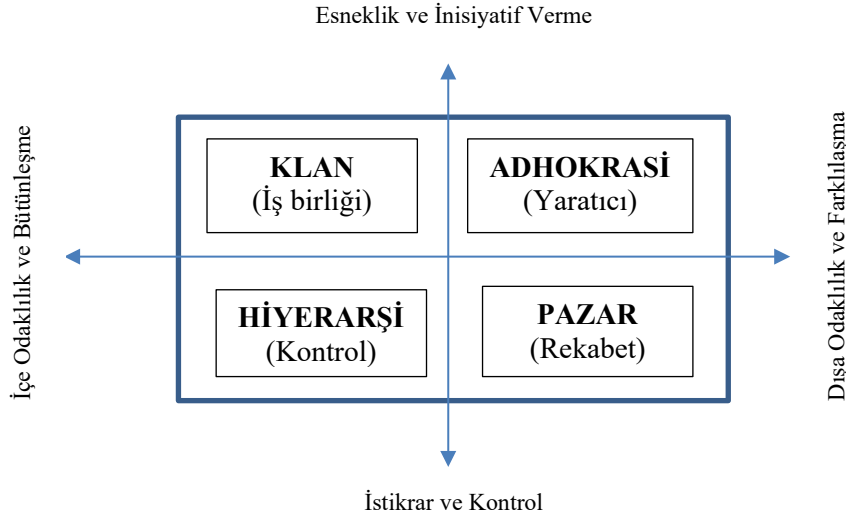 Esneklik ve İnisiyatif Verme
İçe Odaklılık ve Bütünleşme
KLAN
(İş birliği)
ADHOKRASİ
(Yaratıcı)
HİYERARŞİ
(Kontrol)
PAZAR
(Rekabet)
Dışa Odaklılık ve Farklılaşma
İstikrar ve Kontrol